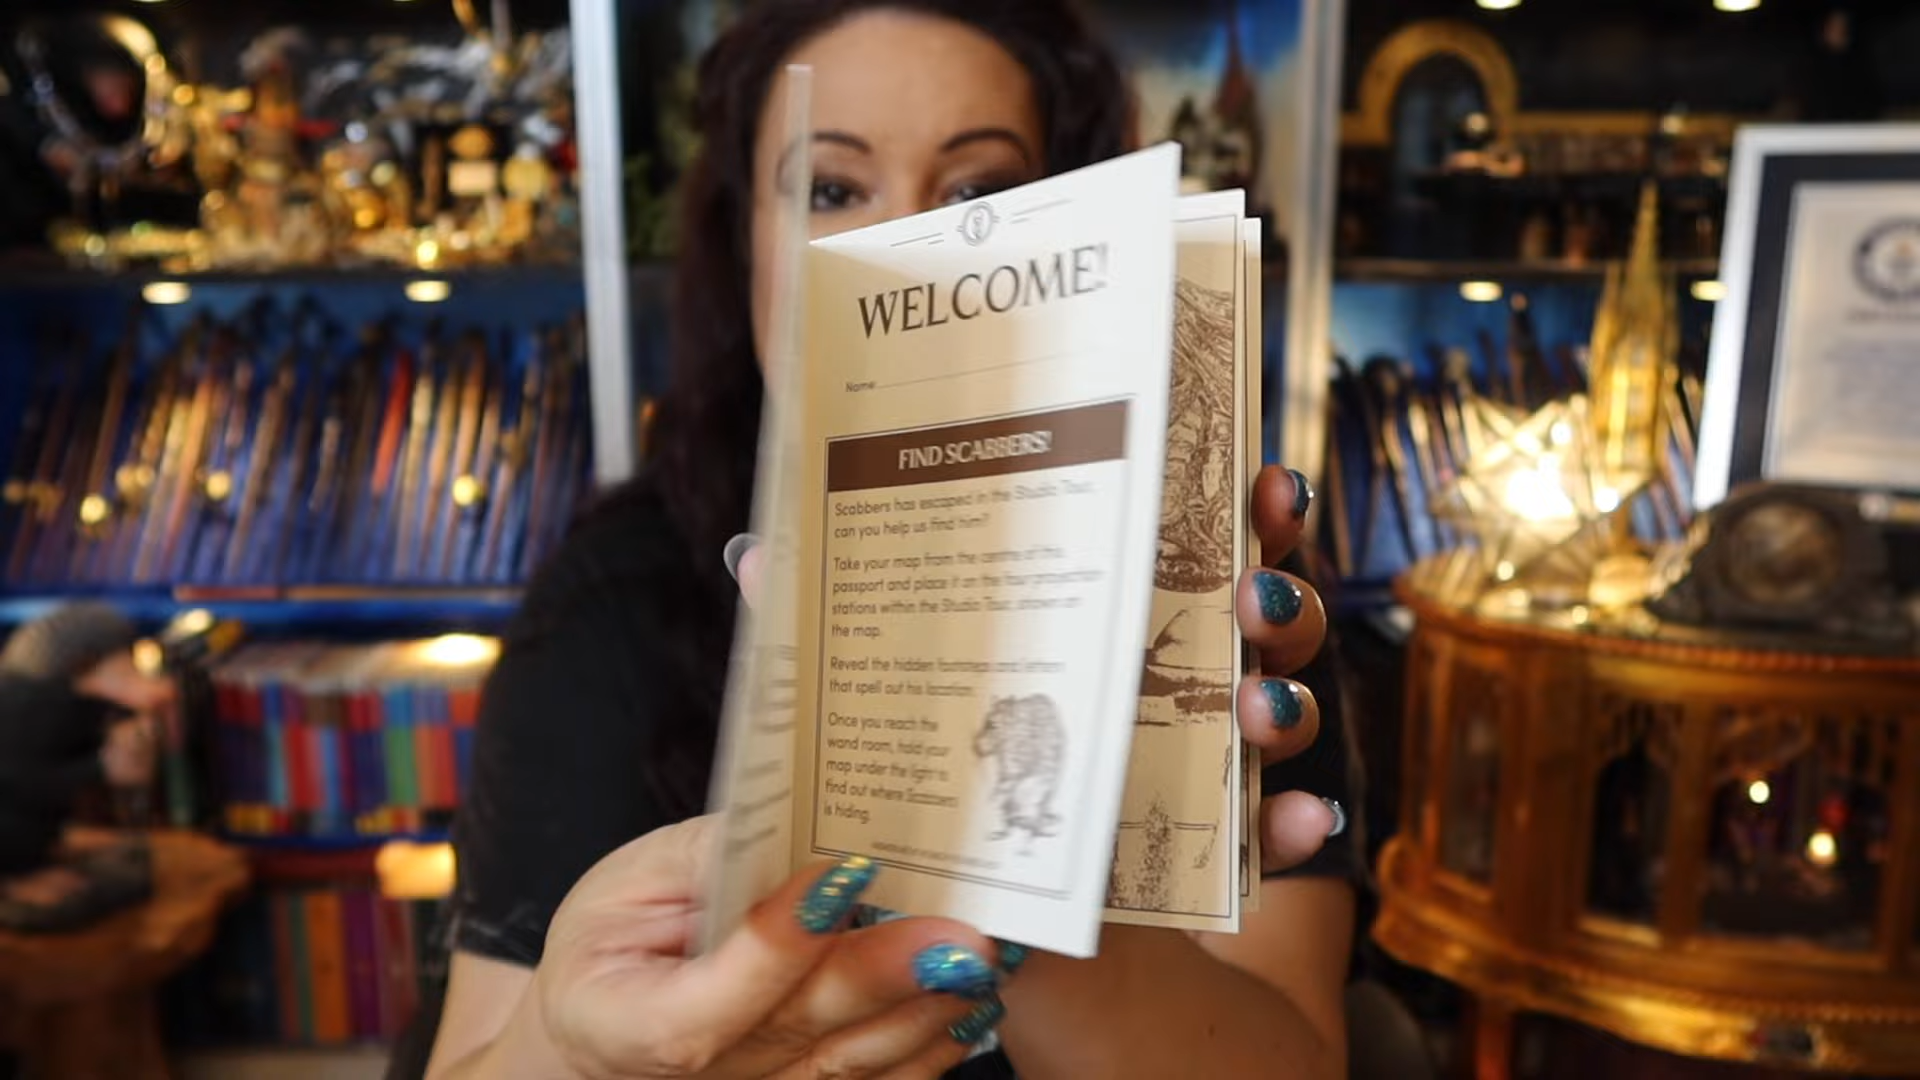 WELCOME!
Name
FIND SCABBERS!
Scabbers has escaped in the Studio Tour,
can you help us find him?
Take your map from the centre of this
passport and place it on the four projection
stations within the Studio Tour, shown on
the map.
Reveal the hidden footsteps and letters
that spell out his location.
Once you reach the
wand room, hold your
map under the light to
find out where Scabbers
is hiding.